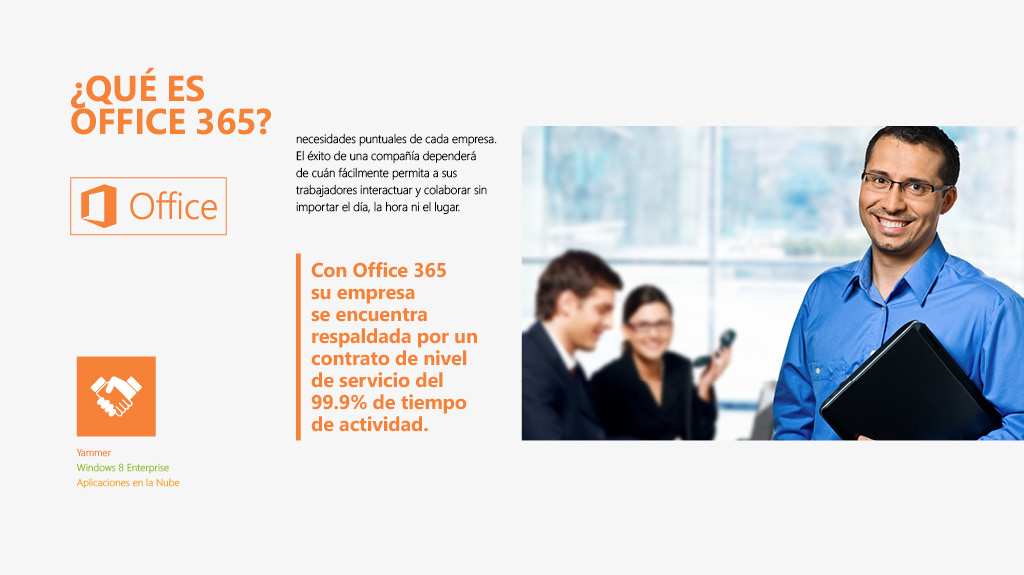 ¿QUÉ ES
OFFICE 365?
Office
necesidades puntuales de cada empresa.
El éxito de una compañía dependerá
de cuán fácilmente permita a sus
trabajadores interactuar y colaborar sin
importar el día, la hora ni el lugar.
Con Office 365
su empresa
se encuentra
respaldada por un
contrato de nivel
de servicio del
99.9% de tiempo
de actividad.
Yammer
Windows 8 Enterprise
Aplicaciones en la Nube